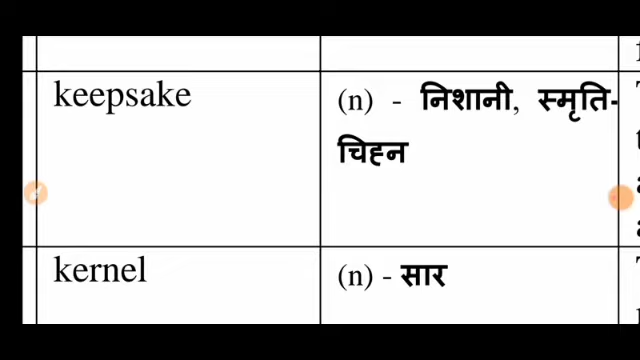 keepsake
(n) - निशानी, स्मृति-
चिह्न
kernel
(n) - सार